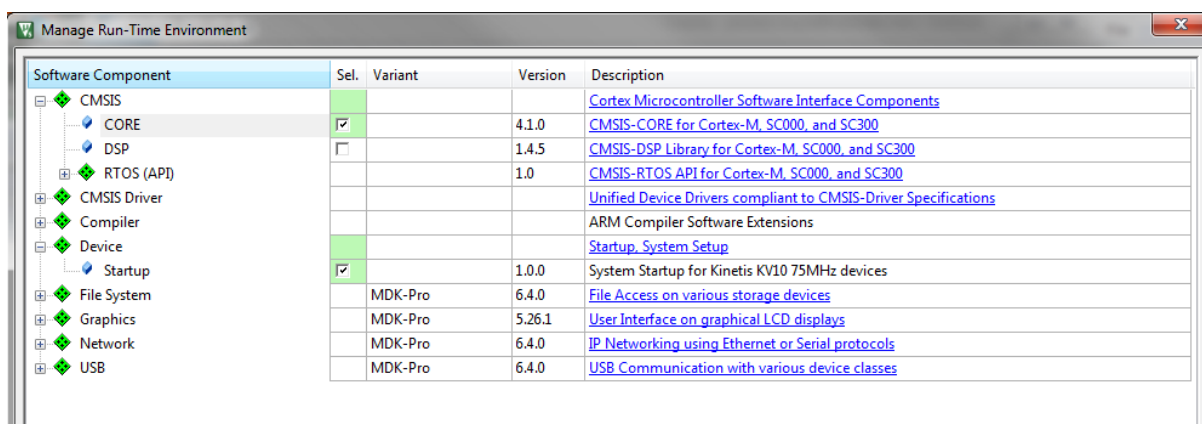 Manage Run-Time Environment
Software Component Sel. Variant Version Description
CMSIS Cortex Microcontroller Software Interface Components
CORE 4.1.0 CMSIS-CORE for Cortex-M, SC000, and SC300
DSP 1.4.5 CMSIS-DSP Library for Cortex-M, SC000, and SC300
RTOS (API) 1.0 CMSIS-RTOS API for Cortex-M, SC000, and SC300
CMSIS Driver Unified Device Drivers compliant to CMSIS-Driver Specifications
Compiler ARM Compiler Software Extensions
Device Startup, System Setup
Startup 1.0.0 System Startup for Kinetis KV10 75MHz devices
File System MDK-Pro 6.4.0 File Access on various storage devices
Graphics MDK-Pro 5.26.1 User Interface on graphical LCD displays
Network MDK-Pro 6.4.0 IP Networking using Ethernet or Serial protocols
USB MDK-Pro 6.4.0 USB Communication with various device classes